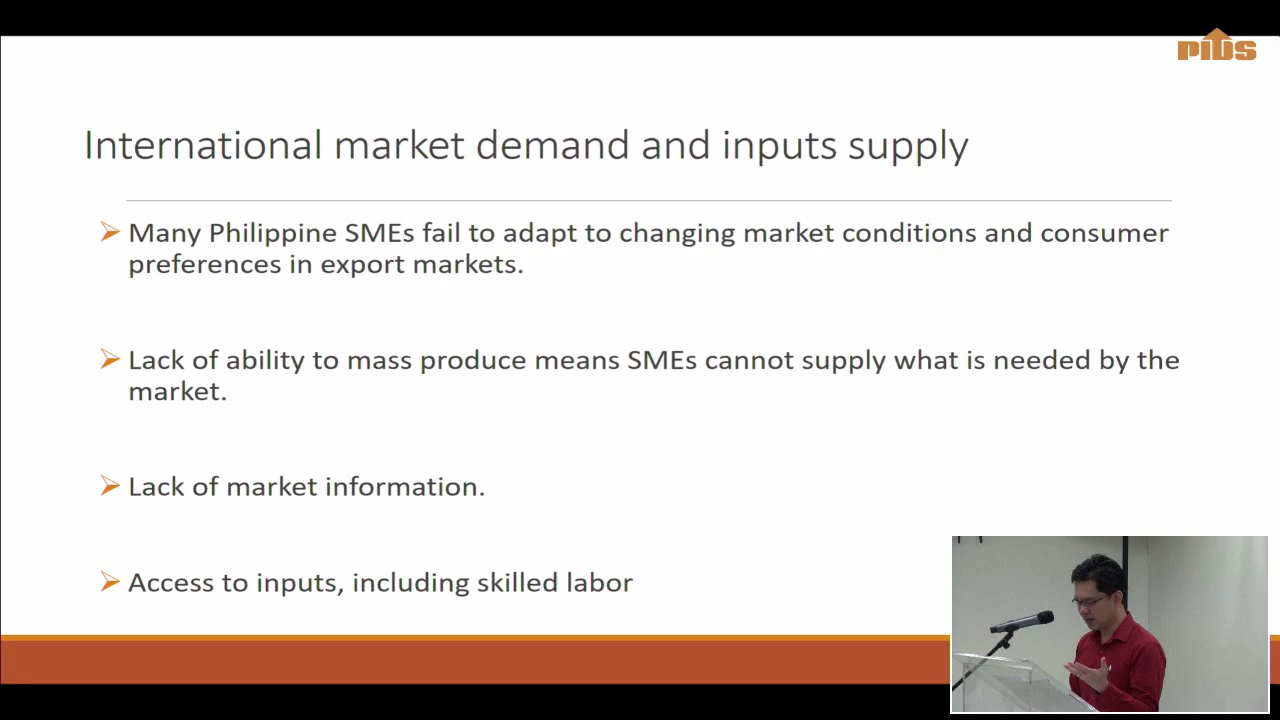 PIDS
International market demand and inputs supply
Many Philippine SMEs fail to adapt to changing market conditions and consumer
preferences in export markets.
Lack of ability to mass produce means SMEs cannot supply what is needed by the
market.
Lack of market information.
Access to inputs, including skilled labor